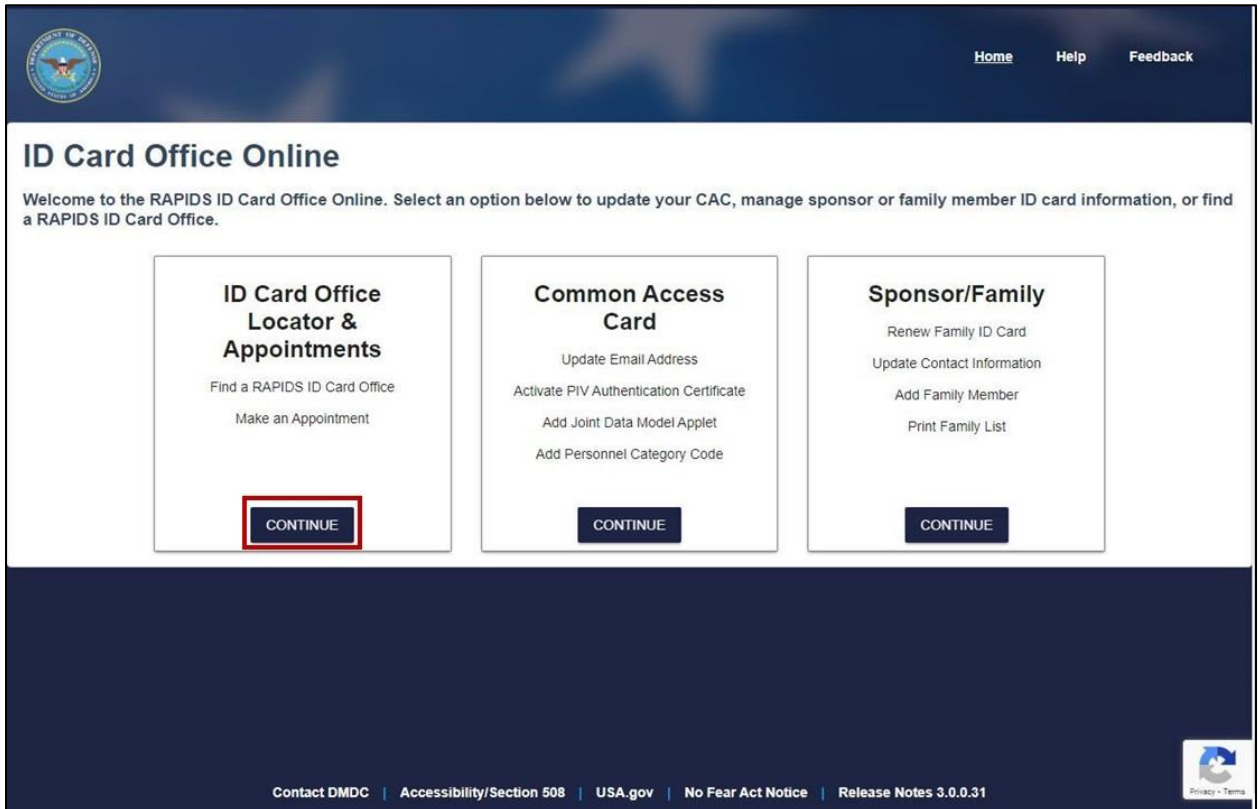 Home Help Feedback
ID Card Office Online
Welcome to the RAPIDS ID Card Office Online. Select an option below to update your CAC, manage sponsor or family member ID card information, or find
a RAPIDS ID Card Office.
ID Card Office
Locator &
Appointments
Find a RAPIDS ID Card Office
Make an Appointment
CONTINUE
Common Access
Card
Update Email Address
Activate PIV Authentication Certificate
Add Joint Data Model Applet
Add Personnel Category Code
CONTINUE
Sponsor/Family
Renew Family ID Card
Update Contact Information
Add Family Member
Print Family List
CONTINUE
Contact DMDC | Accessibility/Section 508 | USA.gov | No Fear Act Notice | Release Notes 3.0.0.31
Privacy - Terms